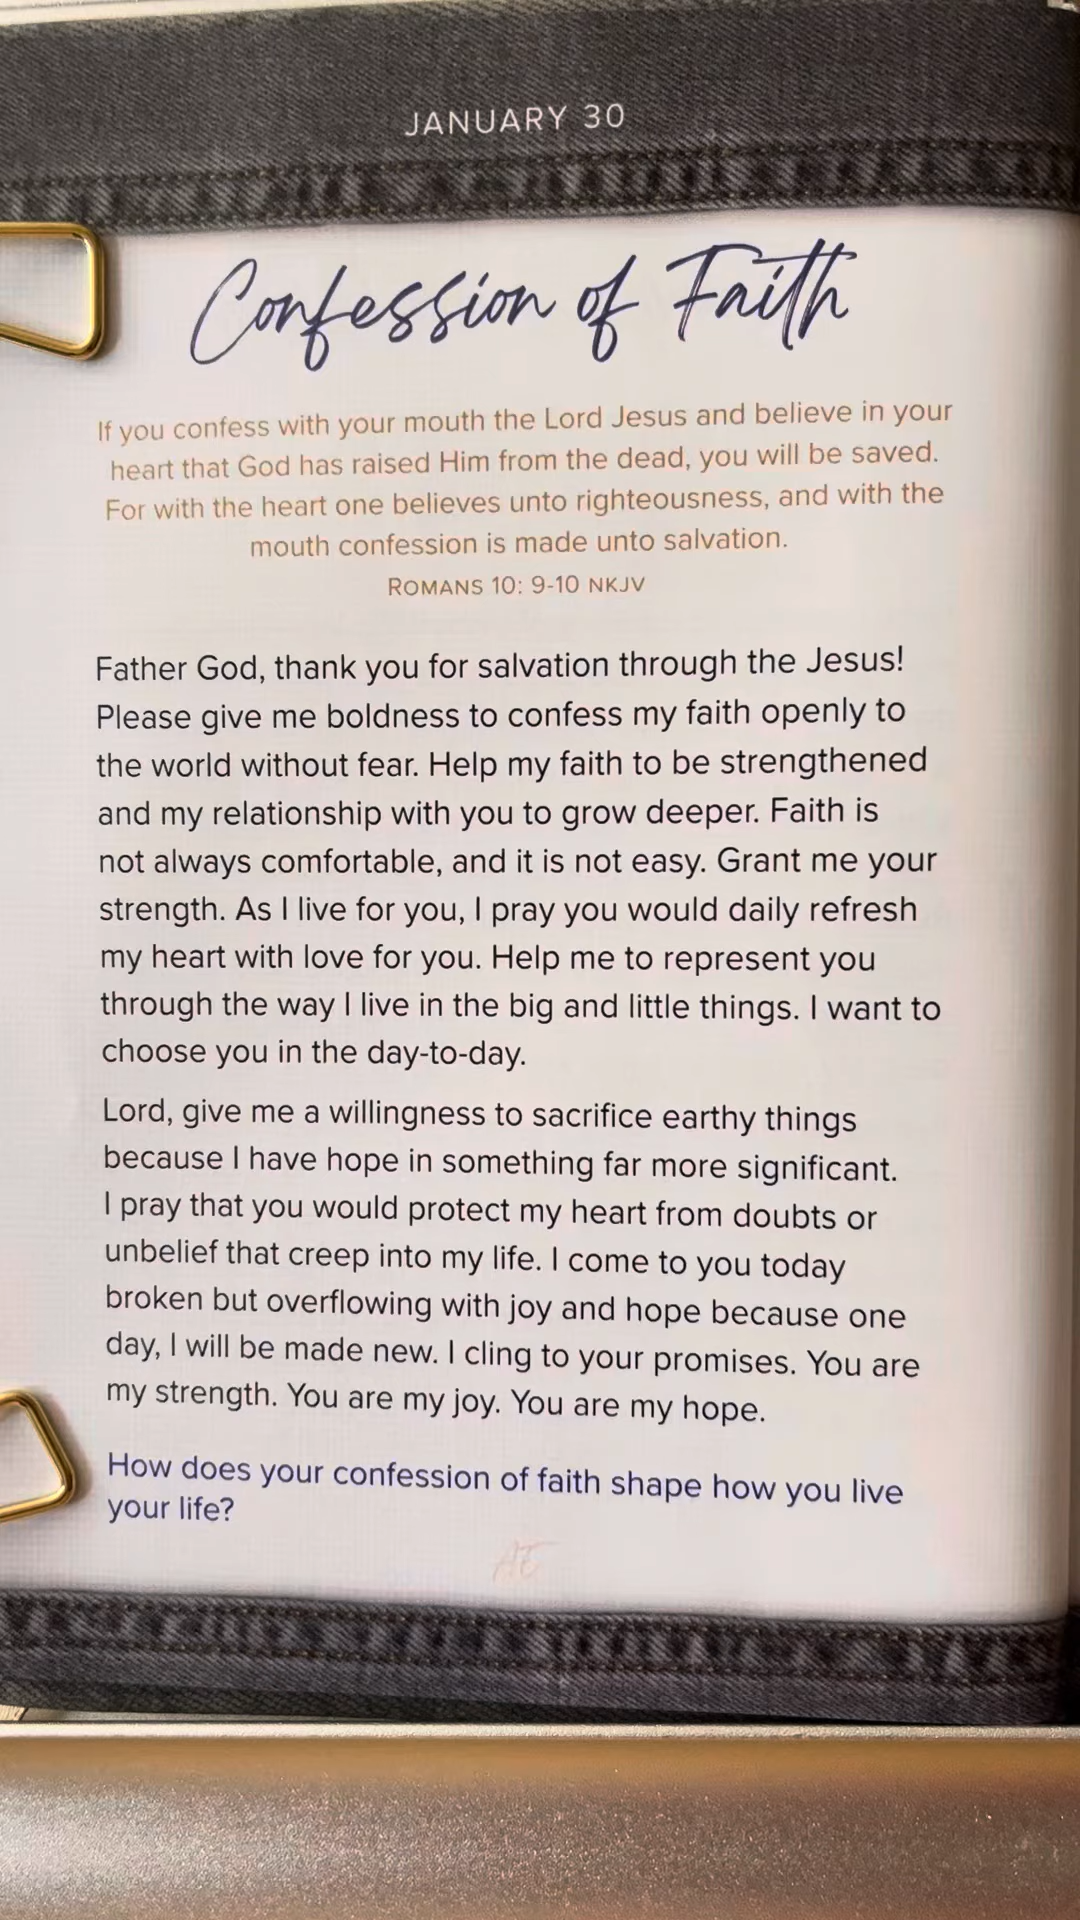 JANUARY 30
Confession of Faith
If you confess with your mouth the Lord Jesus and believe in your
heart that God has raised Him from the dead, you will be saved.
For with the heart one believes unto righteousness, and with the
mouth confession is made unto salvation.
ROMANS 10: 9-10 NKJV
Father God, thank you for salvation through the Jesus!
Please give me boldness to confess my faith openly to
the world without fear. Help my faith to be strengthened
and my relationship with you to grow deeper. Faith is
not always comfortable, and it is not easy. Grant me your
strength. As I live for you, I pray you would daily refresh
my heart with love for you. Help me to represent you
through the way I live in the big and little things. I want to
choose you in the day-to-day.
Lord, give me a willingness to sacrifice earthy things
because I have hope in something far more significant.
I pray that you would protect my heart from doubts or
unbelief that creep into my life. I come to you today
broken but overflowing with joy and hope because one
day, I will be made new. I cling to your promises. You are
my strength. You are my joy. You are my hope.
How does your confession of faith shape how you live
your life?